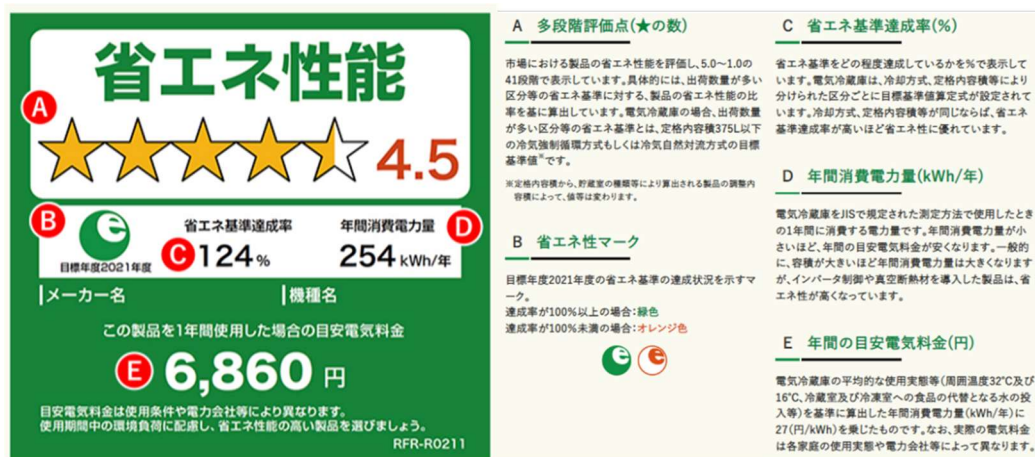 省エネ性能
A
4.5
B
目標年度2021年度
省エネ基準達成率
C 124%
年間消費電力量
254 kWh/年
D
メーカー名
機種名
この製品を1年間使用した場合の目安電気料金
E 6,860 円
目安電気料金は使用条件や電力会社等により異なります。
使用期間中の環境負荷に配慮し、省エネ性能の高い製品を選びましょう。
RFR-R0211
A 多段階評価点(★の数)
市場における製品の省エネ性能を評価し、5.0〜1.0の
41段階で表示しています。具体的には、出荷数量が多い
区分等の省エネ基準に対する、製品の省エネ性能の比
率を基に算出しています。電気冷蔵庫の場合、出荷数量
が多い区分等の省エネ基準とは、定格内容積375L以下
の冷気強制循環方式もしくは冷気自然対流方式の目標
基準値※です。
※定格内容積から、貯蔵室の種類等により算出される製品の調整内
容積によって、値等は変わります。
B 省エネ性マーク
目標年度2021年度の省エネ基準の達成状況を示すマ
ーク。
達成率が100%以上の場合:緑色
達成率が100%未満の場合:オレンジ色
C 省エネ基準達成率(%)
省エネ基準をどの程度達成しているかを%で表示して
います。電気冷蔵庫は、冷却方式、定格内容積等により
分けられた区分ごとに目標基準値算定式が設定されて
います。冷却方式、定格内容積等が同じならば、省エネ
基準達成率が高いほど省エネ性に優れています。
D 年間消費電力量(kWh/年)
電気冷蔵庫をJISで規定された測定方法で使用したとき
の1年間に消費する電力量です。年間消費電力量が小
さいほど、年間の目安電気料金が安くなります。一般的
に、容積が大きいほど年間消費電力量は大きくなります
が、インバータ制御や真空断熱材を導入した製品は、省
エネ性が高くなっています。
E 年間の目安電気料金(円)
電気冷蔵庫の平均的な使用実態等(周囲温度32℃及び
16℃、冷蔵室及び冷凍室への食品の代替となる水の投
入等)を基準に算出した年間消費電力量(kWh/年)に
27(円/kWh)を乗じたものです。なお、実際の電気料金
は各家庭の使用実態や電力会社等によって異なります。